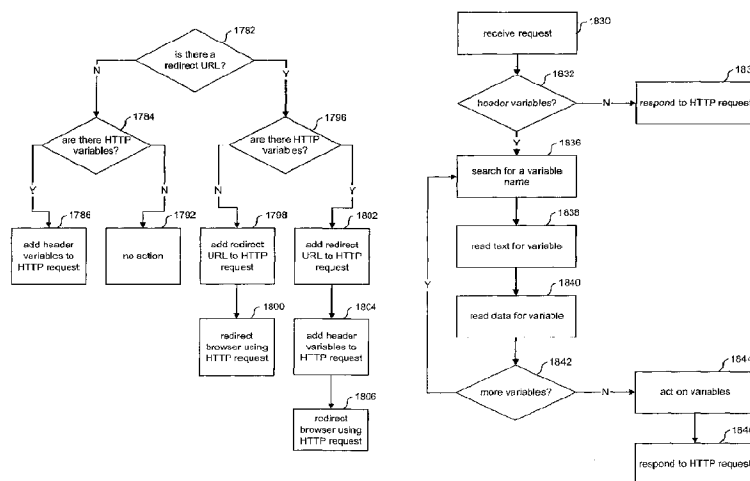 1782
is there a
redirect URL?
N
Y
1784
are there HTTP
variables?
Y
N
1796
are there HTTP
variables?
N
Y
1786
add header
variables to
HTTP request
1792
no action
1798
add redirect
URL to HTTP
request
1802
add redirect
URL to HTTP
request
1800
redirect
browser using
HTTP request
1804
add header
variables to
HTTP request
1806
redirect
browser using
HTTP request
1830
receive request
1832
header variables?
N
Y
respond to HTTP request
1836
search for a variable
name
1838
read text for variable
1840
read data for variable
Y
1842
more variables?
N
1844
act on variables
respond to HTTP request